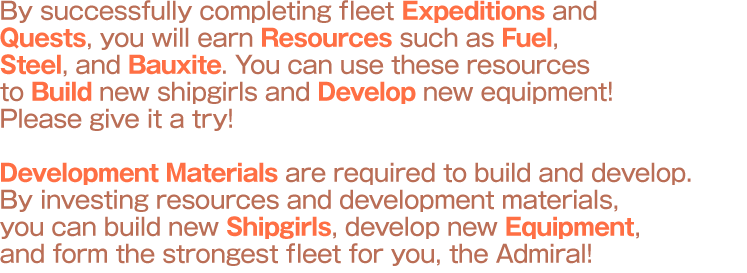 By successfully completing fleet Expeditions and
Quests, you will earn Resources such as Fuel,
Steel, and Bauxite. You can use these resources
to Build new shipgirls and Develop new equipment!
Please give it a try!
Development Materials are required to build and develop.
By investing resources and development materials,
you can build new Shipgirls, develop new Equipment,
and form the strongest fleet for you, the Admiral!